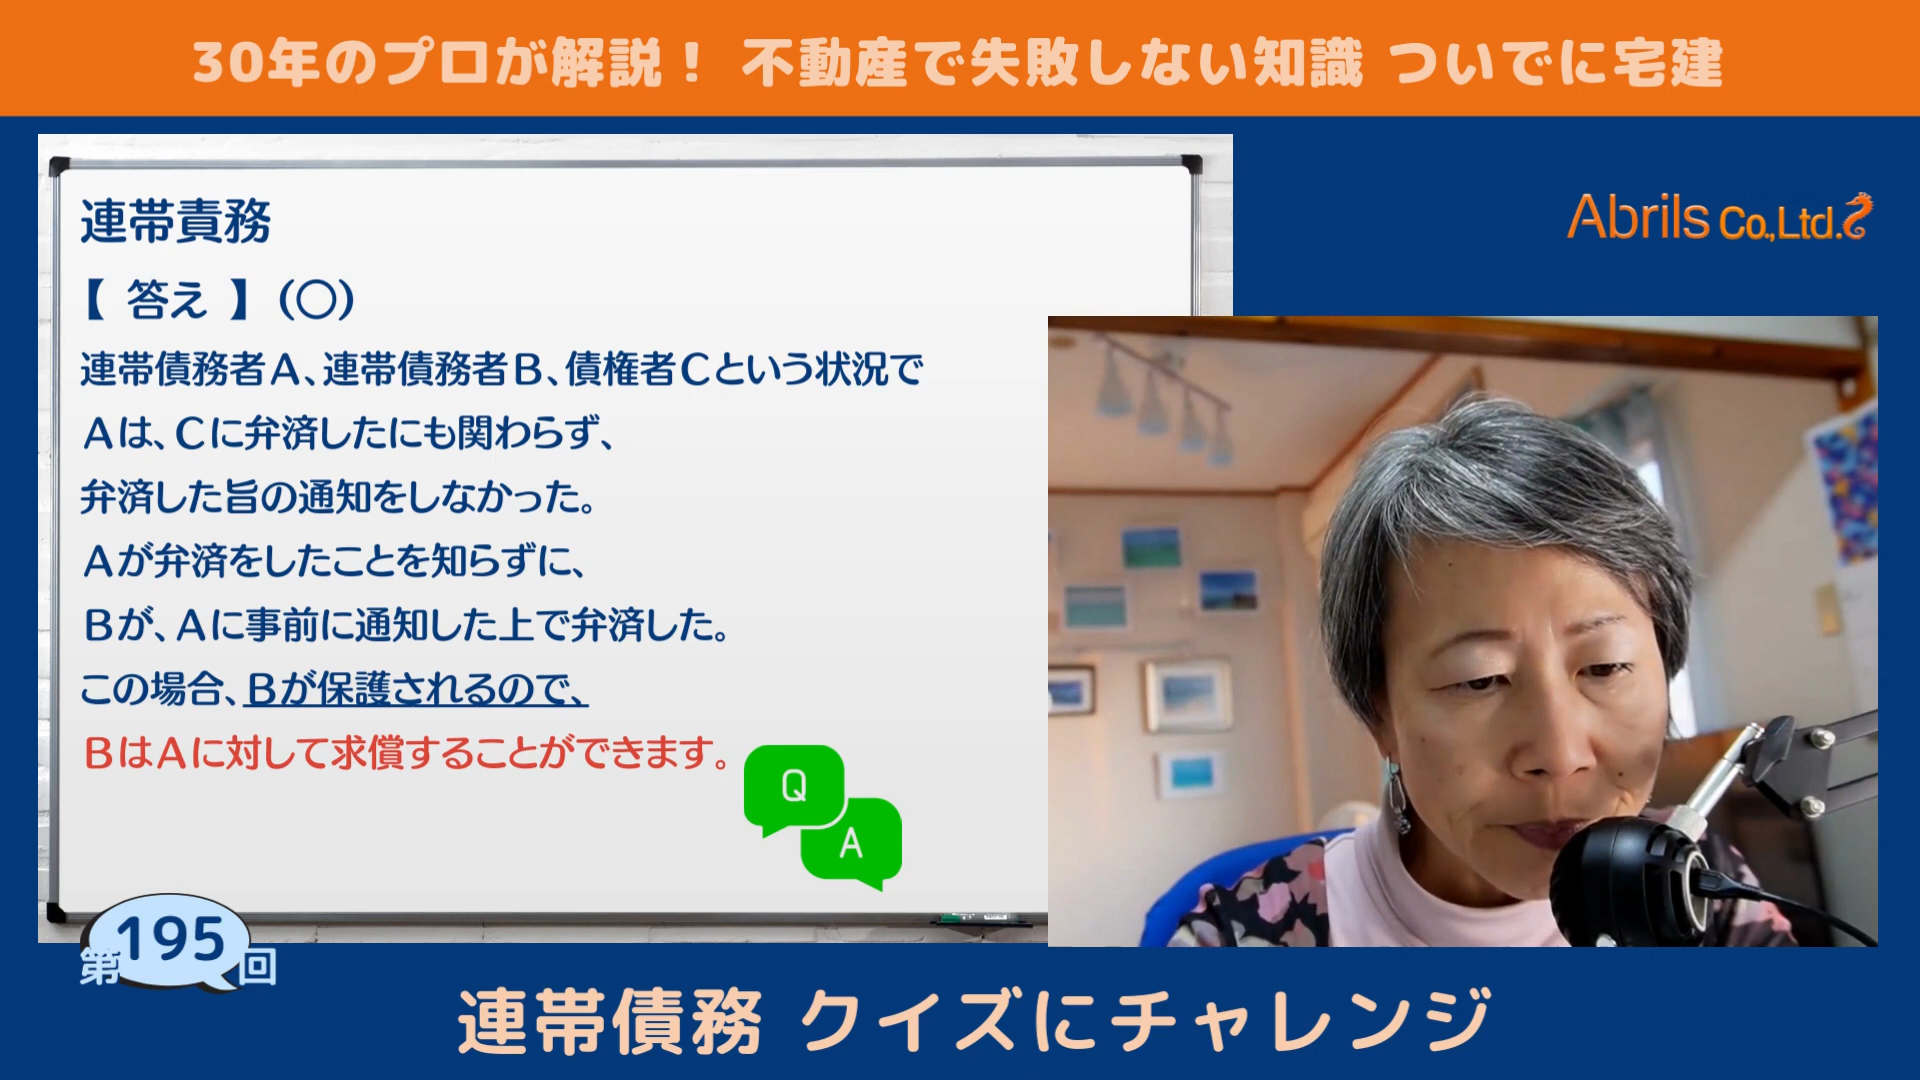 30年のプロが解説! 不動産で失敗しない知識 ついでに宅建
Abrils Co.,Ltd.
連帯責務
【 答え 】(〇)
連帯債務者A、連帯債務者B、債権者Cという状況で
Aは、Cに弁済したにも関わらず、
弁済した旨の通知をしなかった。
Aが弁済をしたことを知らずに、
Bが、Aに事前に通知した上で弁済した。
この場合、Bが保護されるので、
BはAに対して求償することができます。
Q
A
第195回
連帯債務 クイズにチャレンジ